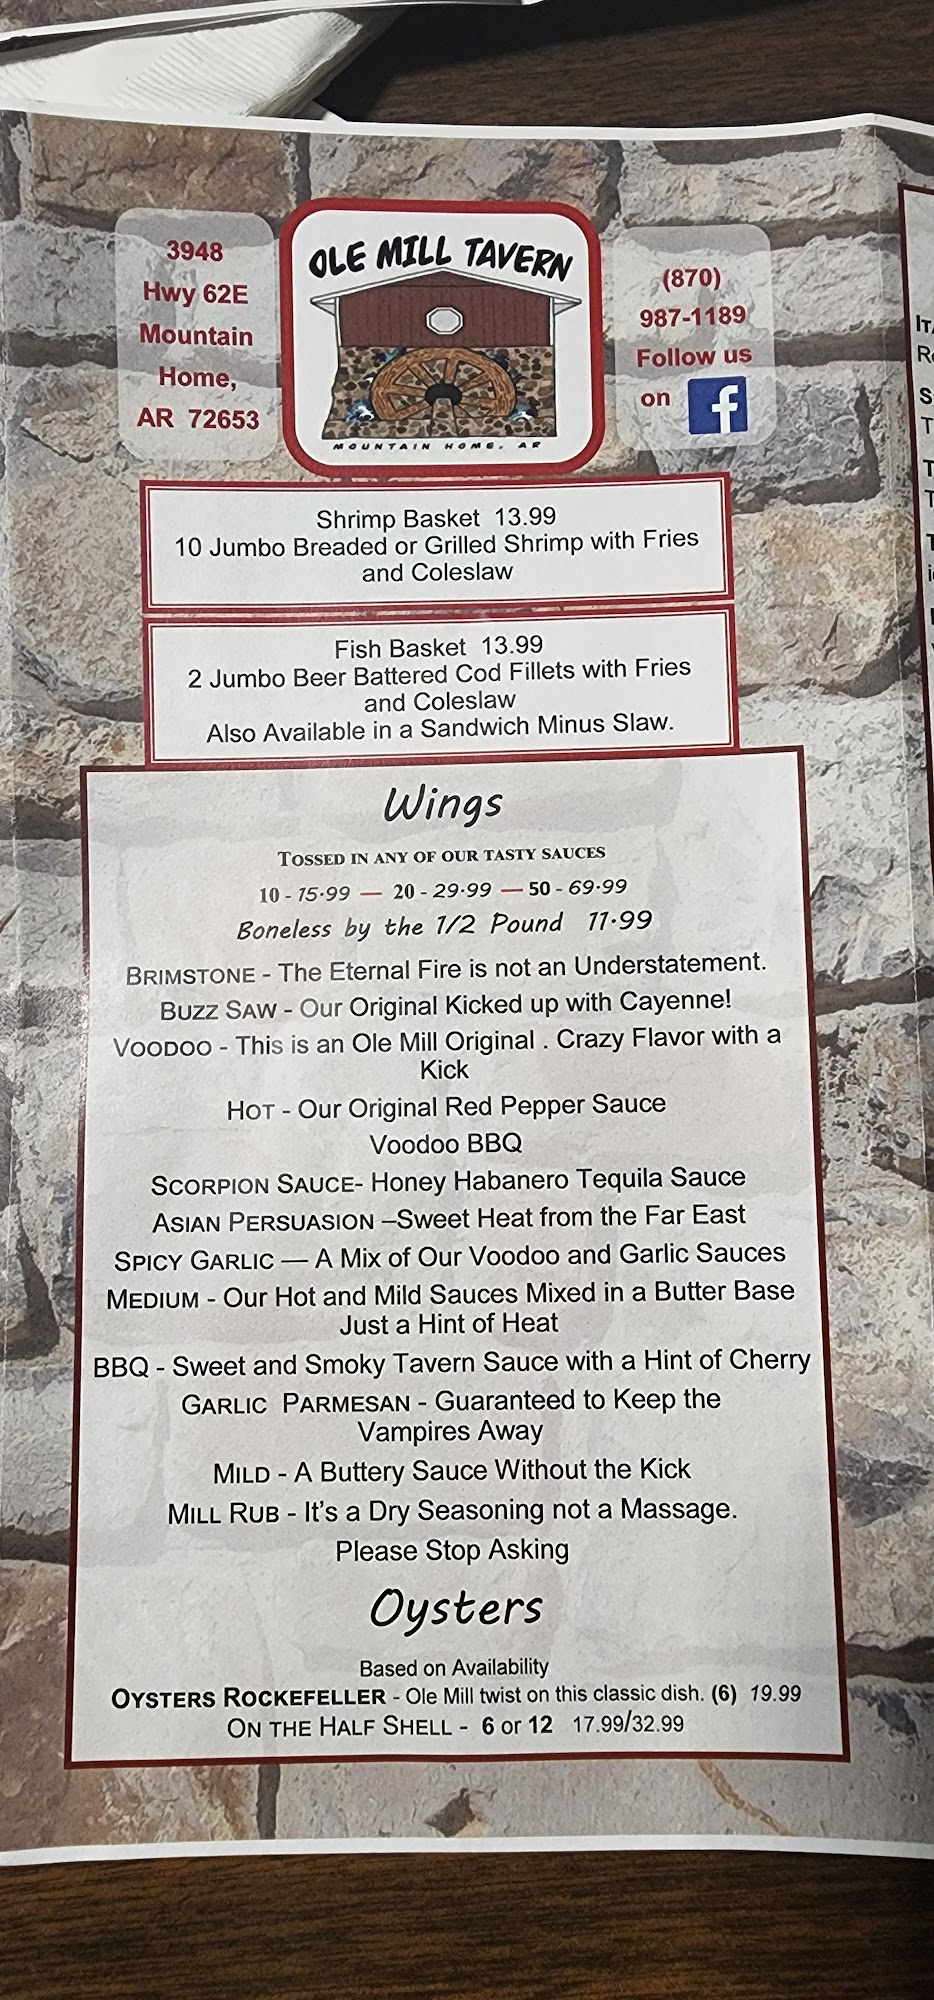 3948
Hwy 62E
Mountain
Home,
AR 72653
OLE MILL TAVERN
MOUNTAIN HOME, AR
(870)
987-1189
Follow us
on f
Shrimp Basket 13.99
10 Jumbo Breaded or Grilled Shrimp with Fries
and Coleslaw
Fish Basket 13.99
2 Jumbo Beer Battered Cod Fillets with Fries
and Coleslaw
Also Available in a Sandwich Minus Slaw.
Wings
TOSSED IN ANY OF OUR TASTY SAUCES
10 - 15.99 — 20 - 29.99 — 50 - 69.99
Boneless by the 1/2 Pound 11.99
BRIMSTONE - The Eternal Fire is not an Understatement.
BUZZ SAW - Our Original Kicked up with Cayenne!
VOODOO - This is an Ole Mill Original . Crazy Flavor with a
Kick
HOT - Our Original Red Pepper Sauce
Voodoo BBQ
SCORPION SAUCE- Honey Habanero Tequila Sauce
ASIAN PERSUASION –Sweet Heat from the Far East
SPICY GARLIC — A Mix of Our Voodoo and Garlic Sauces
MEDIUM - Our Hot and Mild Sauces Mixed in a Butter Base
Just a Hint of Heat
BBQ - Sweet and Smoky Tavern Sauce with a Hint of Cherry
GARLIC PARMESAN - Guaranteed to Keep the
Vampires Away
MILD - A Buttery Sauce Without the Kick
MILL RUB - It's a Dry Seasoning not a Massage.
Please Stop Asking
Oysters
Based on Availability
OYSTERS ROCKEFELLER - Ole Mill twist on this classic dish. (6) 19.99
ON THE HALF SHELL - 6 or 12 17.99/32.99